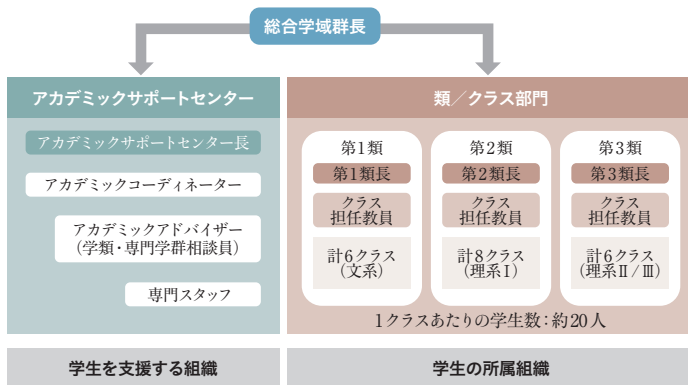 総合学域群長
アカデミックサポートセンター
アカデミックサポートセンター長
アカデミックコーディネーター
アカデミックアドバイザー
(学類・専門学群相談員)
専門スタッフ
学生を支援する組織
類／クラス部門
第1類
第1類長
クラス
担任教員
計6クラス
(文系)
第2類
第2類長
クラス
担任教員
計8クラス
(理系Ⅰ)
第3類
第3類長
クラス
担任教員
計6クラス
(理系Ⅱ/Ⅲ)
1クラスあたりの学生数：約20人
学生の所属組織